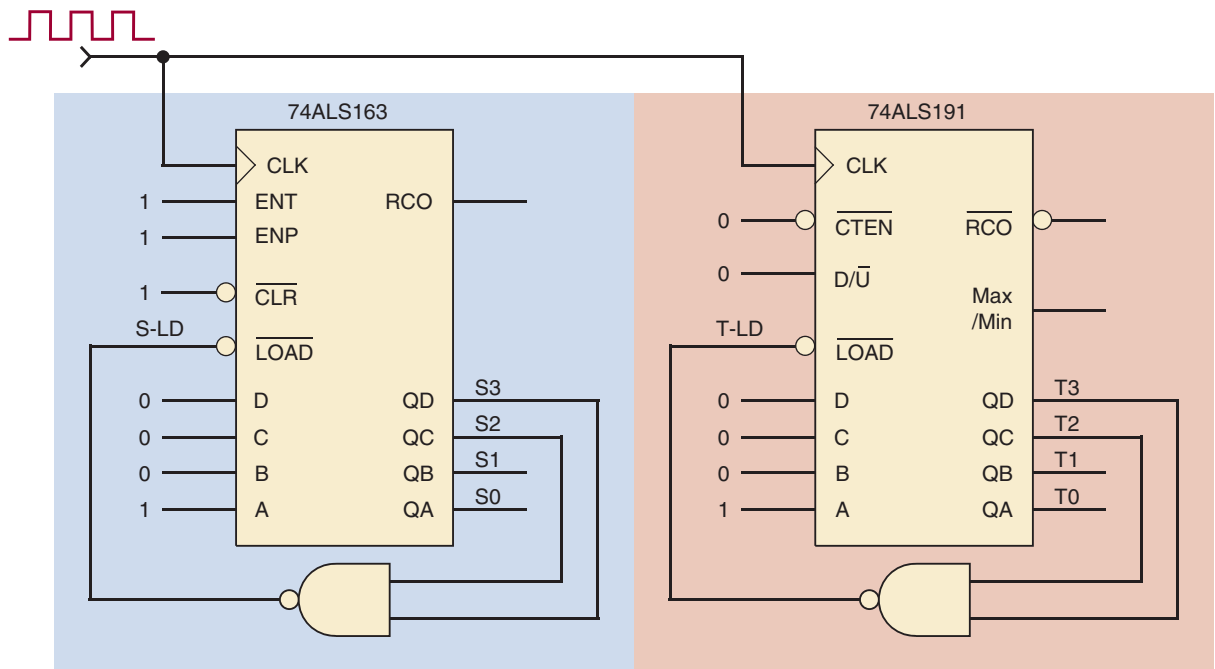 74ALS163
CLK
1 ENT RCO
1 ENP
1 CLR
S-LD
LOAD
0 D QD S3
0 C QC S2
0 B QB S1
1 A QA S0
74ALS191
CLK
0 CTEN RCO
0 D/U
Max
/Min
T-LD
LOAD
0 D QD T3
0 C QC T2
0 B QB T1
1 A QA T0